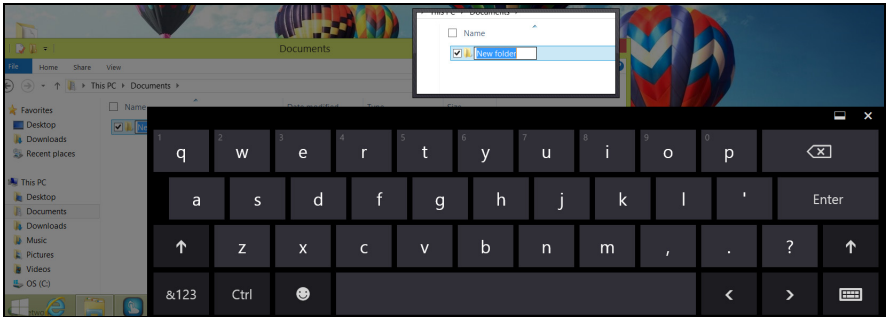 This PC ▸ Documents ▸
Documents
Name
New folder
File Home Share View
This PC ▸ Documents ▸
Name Date modified Type Size
Favorites
Desktop
Downloads
Recent places
This PC
Desktop
Documents
Downloads
Music
Pictures
Videos
OS (C:)
Ne
1 2 3 4 5 6 7 8 9 0
q w e r t y u i o p
a s d f g h j k l ' Enter
z x c v b n m , . ?
&123 Ctrl < >